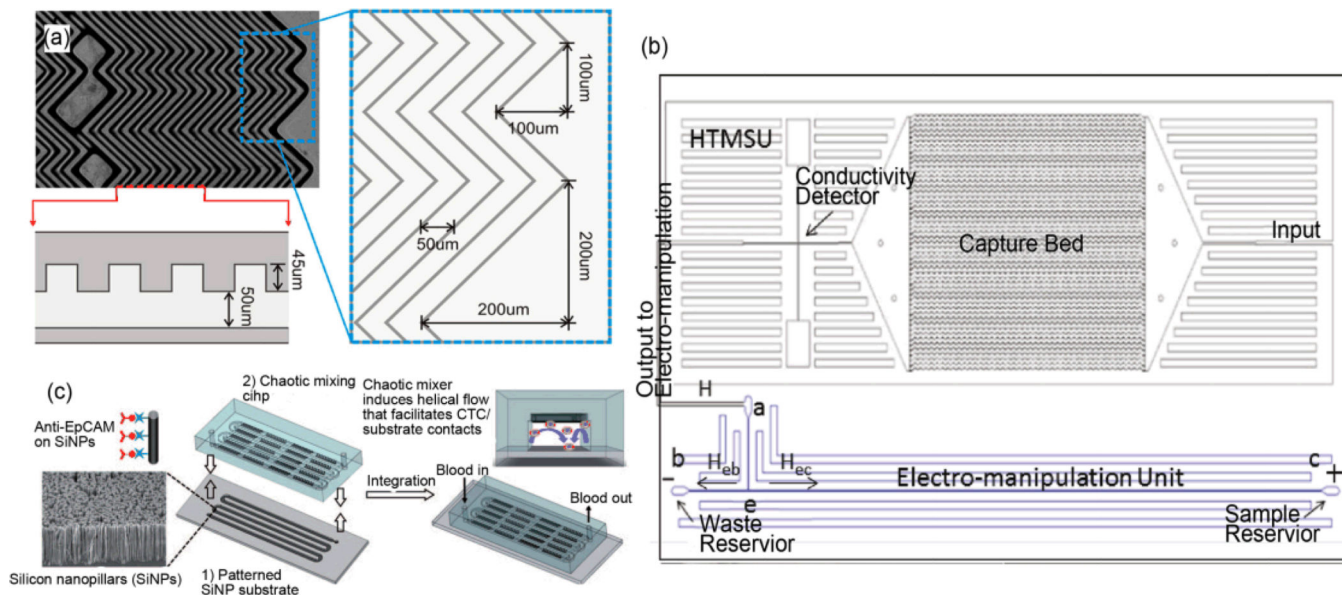 (a)
100um
100um
50um
200um
200um
45um
50um
(b)
HTMSU
Conductivity
Detector
Capture Bed
Input
Output to
Electro-manipulation
H
a
b
H_eb
H_ec
c
-
+
Electro-manipulation Unit
e
Waste
Reservior
Sample
Reservior
(c)
Anti-EpCAM
on SiNPs
Silicon nanopillars (SiNPs)
2) Chaotic mixing
cihp
1) Patterned
SiNP substrate
Chaotic mixer
induces helical flow
that facilitates CTC/
substrate contacts
Integration
Blood in
Blood out